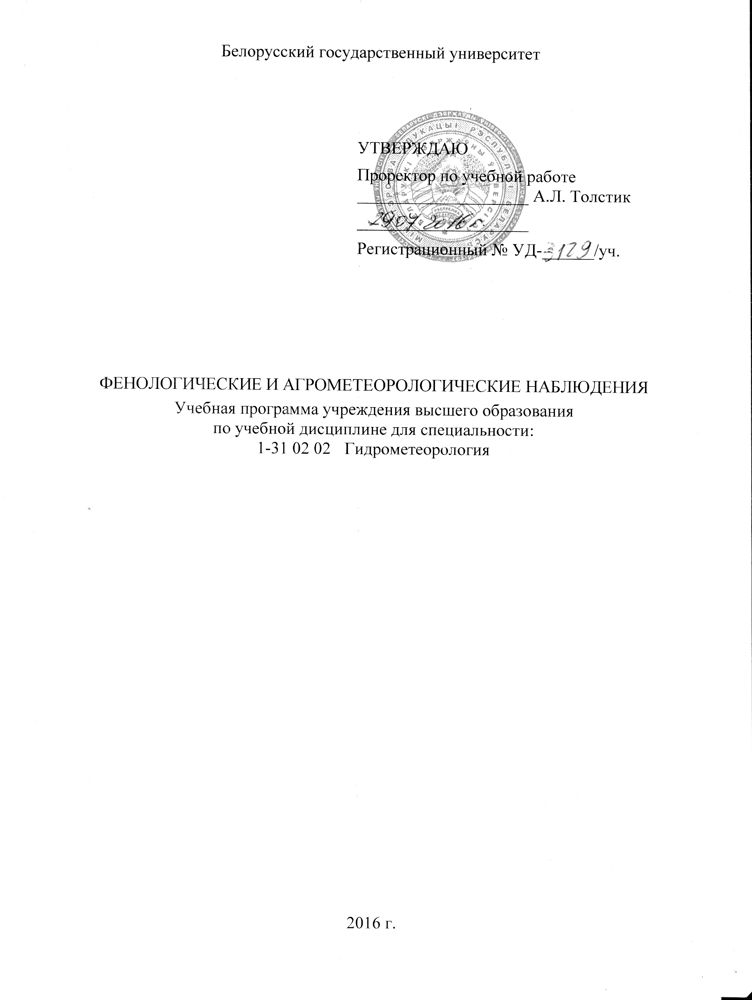 Белорусский государственный университет
УТВЕРЖДАЮ
Проректор по учебной работе
А.Л. Толстик
29 07 2016 г.
Регистрационный № УД-3129/уч.
ФЕНОЛОГИЧЕСКИЕ И АГРОМЕТЕОРОЛОГИЧЕСКИЕ НАБЛЮДЕНИЯ
Учебная программа учреждения высшего образования
по учебной дисциплине для специальности:
1-31 02 02 Гидрометеорология
2016 г.